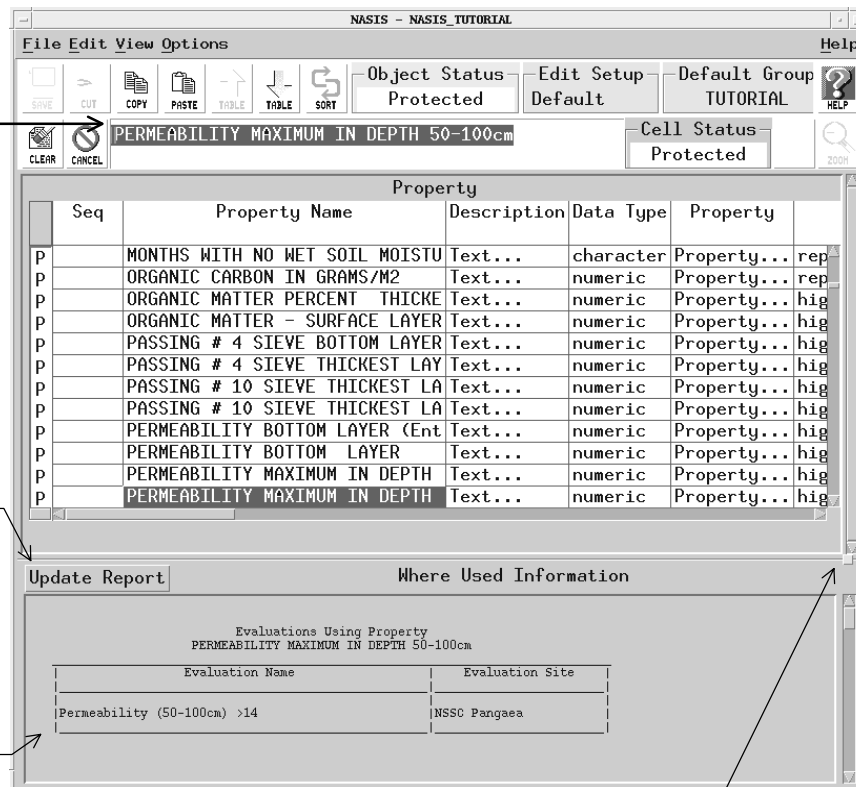 NASIS - NASIS_TUTORIAL
File Edit View Options Help
SAVE CUT COPY PASTE TABLE TABLE SORT
Object Status
Protected
Edit Setup
Default
Default Group
TUTORIAL
HELP
CLEAR CANCEL
PERMEABILITY MAXIMUM IN DEPTH 50-100cm
Cell Status
Protected
ZOOM
Property
Seq Property Name Description Data Type Property
P MONTHS WITH NO WET SOIL MOISTU Text... character Property... rep
P ORGANIC CARBON IN GRAMS/M2 Text... numeric Property... rep
P ORGANIC MATTER PERCENT THICKE Text... numeric Property... hig
P ORGANIC MATTER - SURFACE LAYER Text... numeric Property... hig
P PASSING # 4 SIEVE BOTTOM LAYER Text... numeric Property... hig
P PASSING # 4 SIEVE THICKEST LAY Text... numeric Property... hig
P PASSING # 10 SIEVE THICKEST LA Text... numeric Property... hig
P PASSING # 10 SIEVE THICKEST LA Text... numeric Property... hig
P PERMEABILITY BOTTOM LAYER (Ent Text... numeric Property... hig
P PERMEABILITY BOTTOM LAYER Text... numeric Property... hig
P PERMEABILITY MAXIMUM IN DEPTH Text... numeric Property... hig
P PERMEABILITY MAXIMUM IN DEPTH Text... numeric Property... hig
Update Report Where Used Information
Evaluations Using Property
PERMEABILITY MAXIMUM IN DEPTH 50-100cm
Evaluation Name Evaluation Site
Permeability (50-100cm) >14 NSSC Pangaea